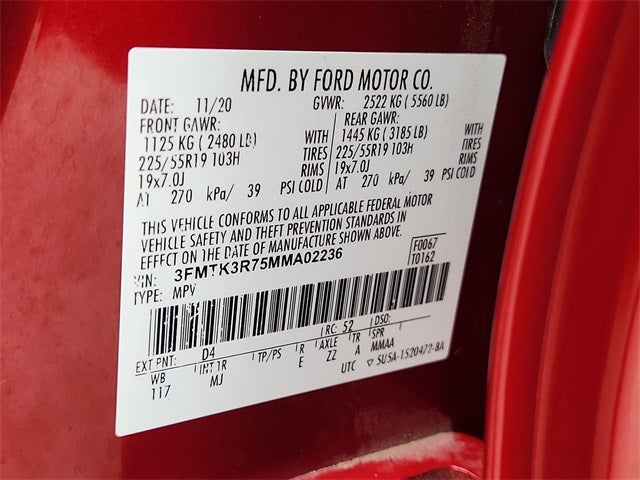 MFD. BY FORD MOTOR CO.
DATE: 11/20 GVWR: 2522 KG ( 5560 LB)
FRONT GAWR: REAR GAWR:
1125 KG ( 2480 LB) WITH 1445 KG ( 3185 LB) WITH
225/55R19 103H TIRES 225/55R19 103H TIRES
19x7.0J RIMS 19x7.0J RIMS
AT 270 kPa/ 39 PSI COLD AT 270 kPa/ 39 PSI COLD
THIS VEHICLE CONFORMS TO ALL APPLICABLE FEDERAL MOTOR
VEHICLE SAFETY AND THEFT PREVENTION STANDARDS IN
EFFECT ON THE DATE OF MANUFACTURE SHOWN ABOVE.
VIN: 3FMTK3R75MMA02236 F0067
TYPE: MPV T0162
RC: 52 DSO:
EXT PNT: D4
WB INT TR TP/PS R AXLE TR SPR
117 MJ E ZZ A MMAA
UTC ▽ 5U5A-1520472-BA